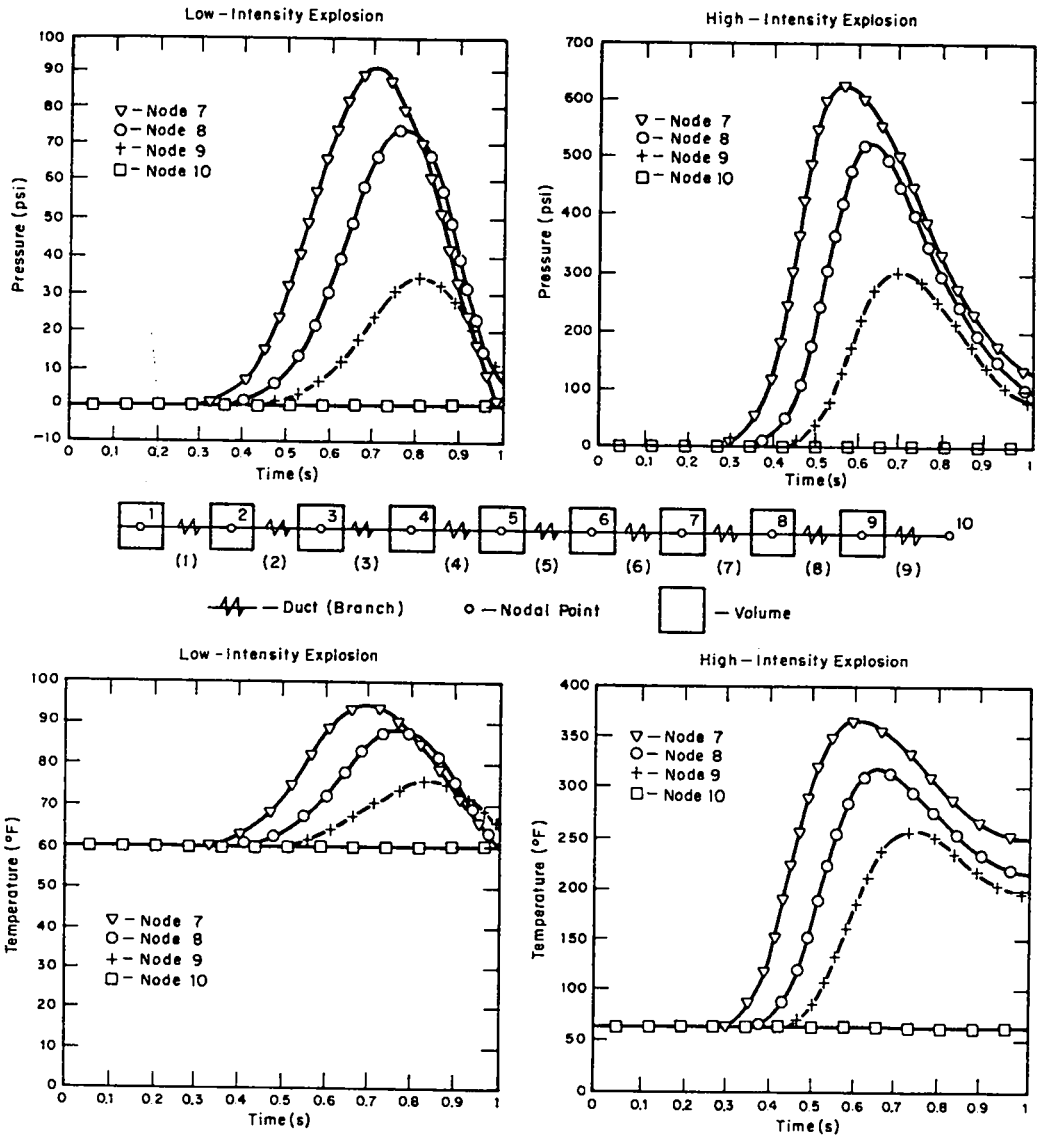 Low-Intensity Explosion
100
90
80
70
60
50
40
30
20
10
0
-10
Pressure (psi)
Node 7
Node 8
Node 9
Node 10
0 0.1 0.2 0.3 0.4 0.5 0.6 0.7 0.8 0.9 1
Time (s)
High-Intensity Explosion
700
600
500
400
300
200
100
0
Pressure (psi)
Node 7
Node 8
Node 9
Node 10
0 0.1 0.2 0.3 0.4 0.5 0.6 0.7 0.8 0.9 1
Time (s)
1 2 3 4 5 6 7 8 9 10
(1) (2) (3) (4) (5) (6) (7) (8) (9)
— Duct (Branch) — Nodal Point — Volume
Low-Intensity Explosion
100
90
80
70
60
50
40
30
20
10
0
Temperature (°F)
Node 7
Node 8
Node 9
Node 10
0 0.1 0.2 0.3 0.4 0.5 0.6 0.7 0.8 0.9 1
Time (s)
High-Intensity Explosion
400
350
300
250
200
150
100
50
0
Temperature (°F)
Node 7
Node 8
Node 9
Node 10
0 0.1 0.2 0.3 0.4 0.5 0.6 0.7 0.8 0.9 1
Time (s)